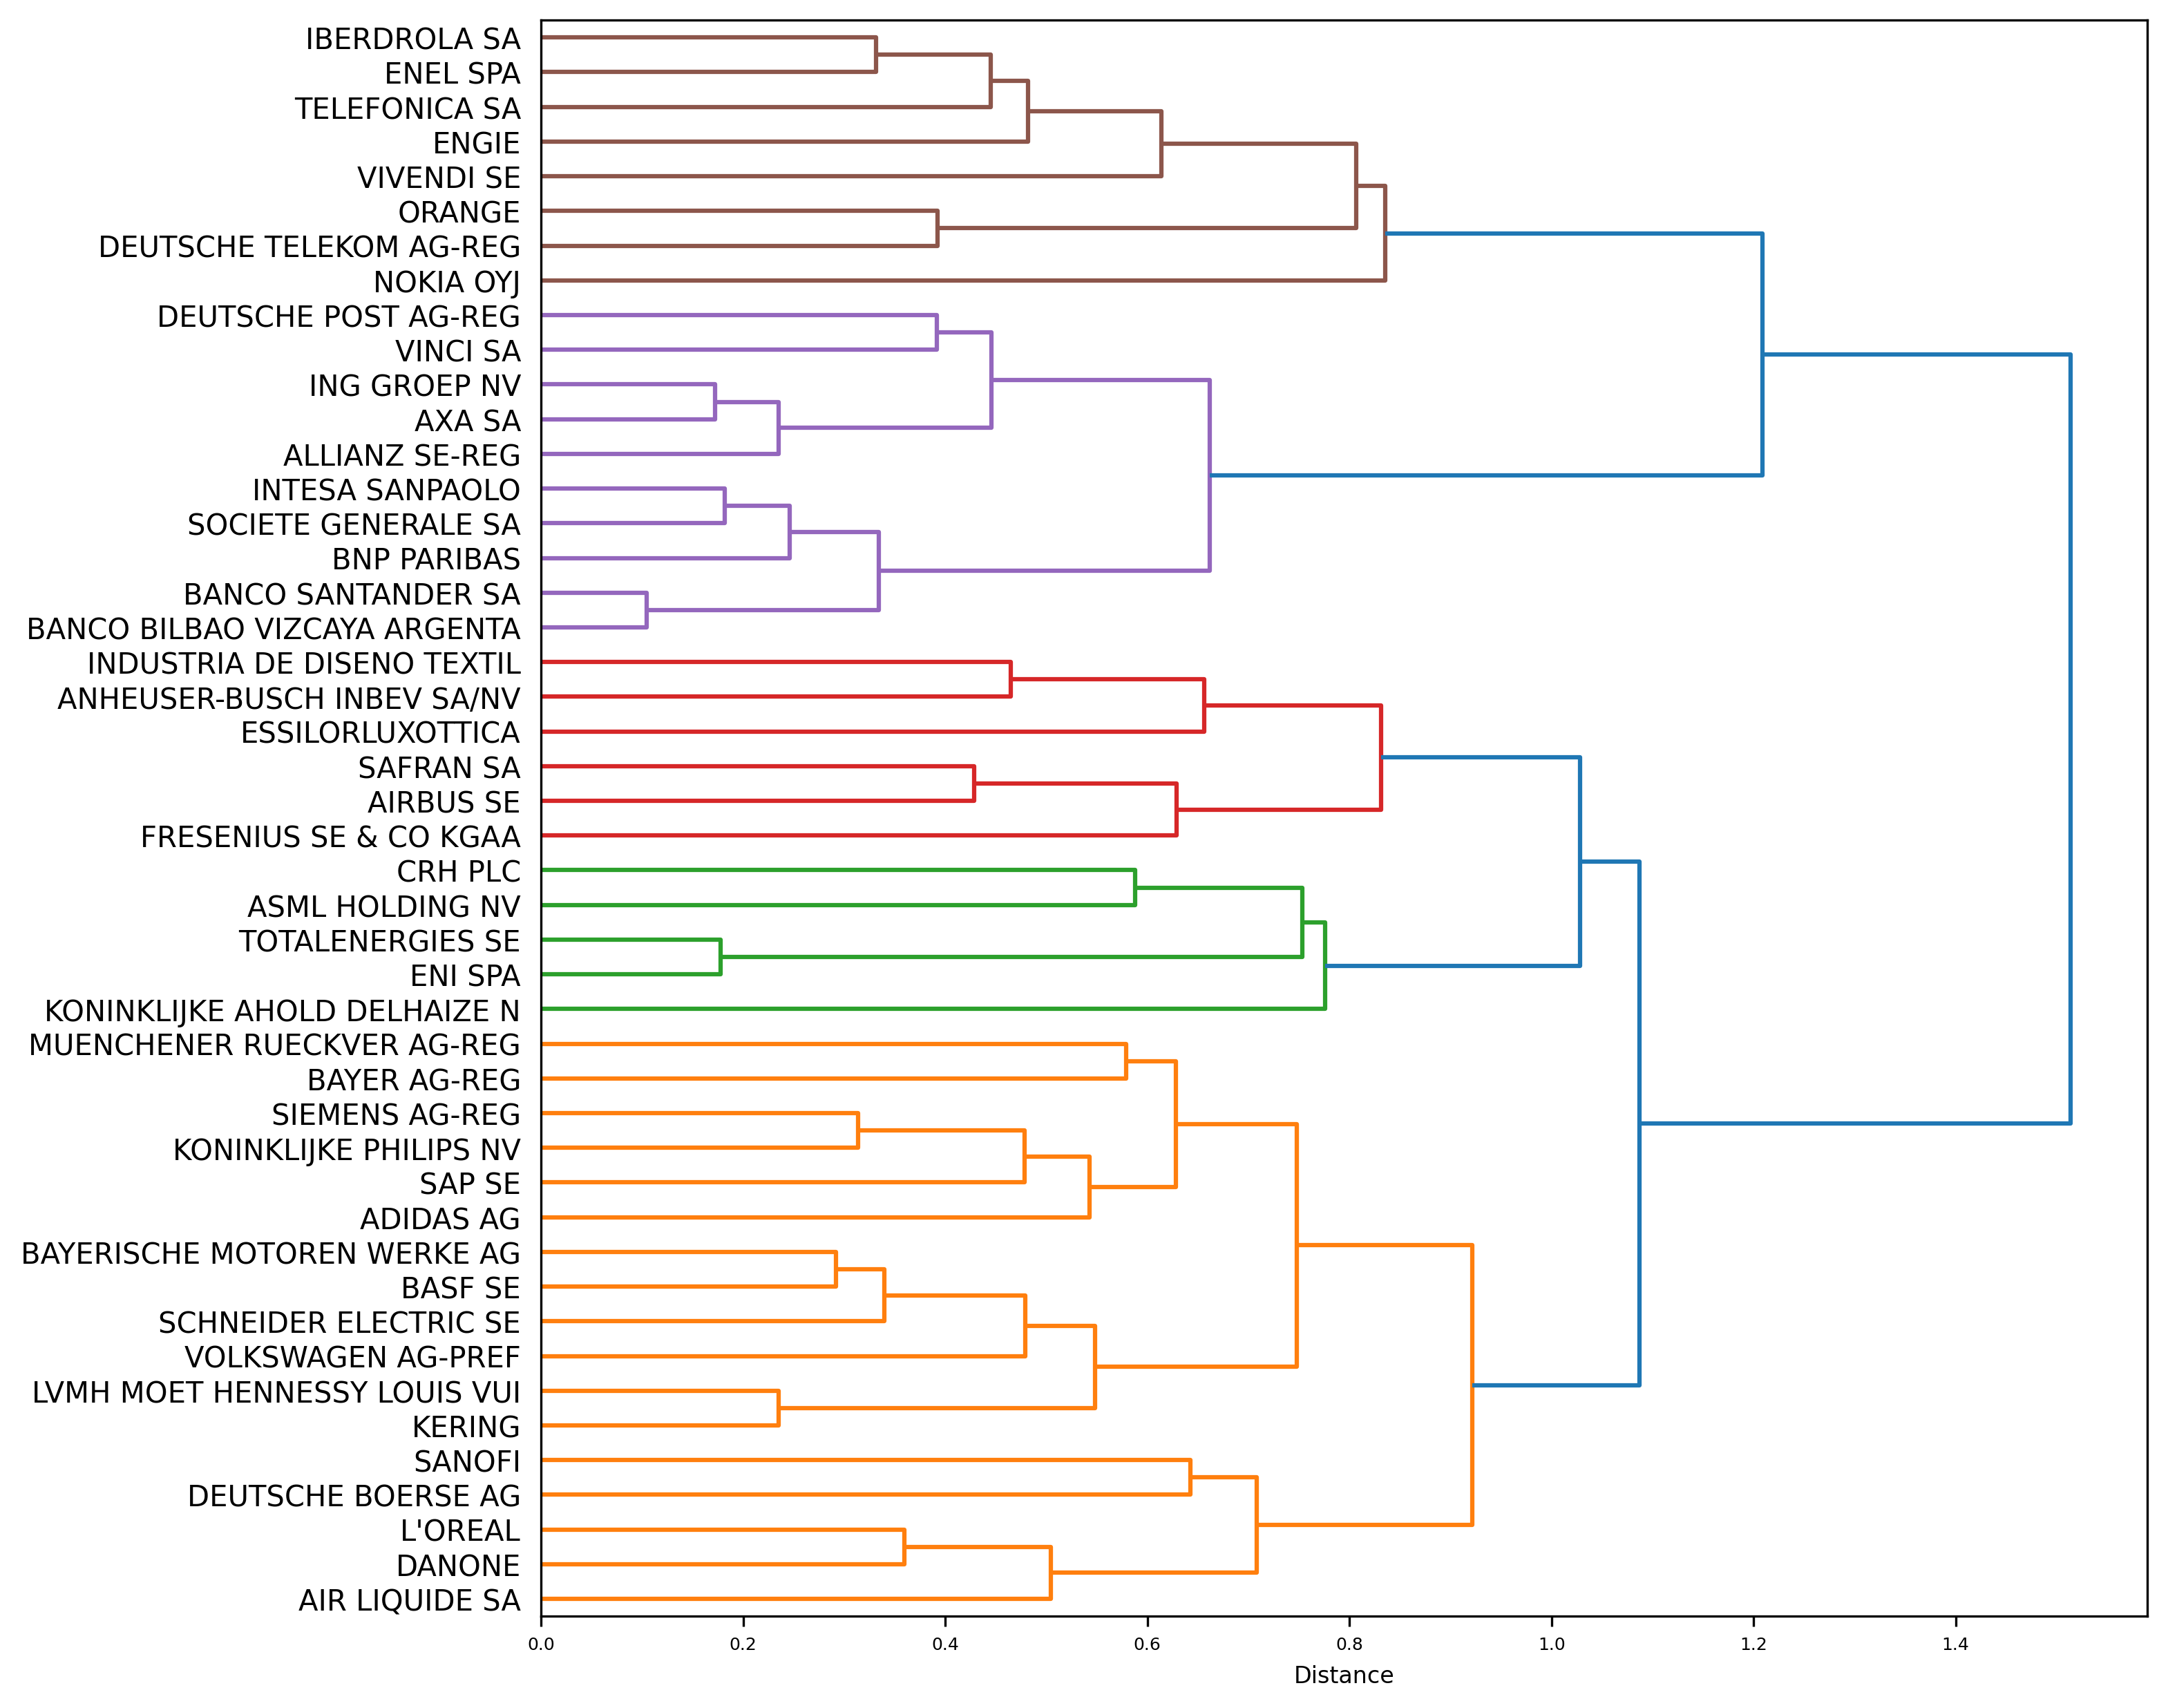 IBERDROLA SA
ENEL SPA
TELEFONICA SA
ENGIE
VIVENDI SE
ORANGE
DEUTSCHE TELEKOM AG-REG
NOKIA OYJ
DEUTSCHE POST AG-REG
VINCI SA
ING GROEP NV
AXA SA
ALLIANZ SE-REG
INTESA SANPAOLO
SOCIETE GENERALE SA
BNP PARIBAS
BANCO SANTANDER SA
BANCO BILBAO VIZCAYA ARGENTA
INDUSTRIA DE DISENO TEXTIL
ANHEUSER-BUSCH INBEV SA/NV
ESSILORLUXOTTICA
SAFRAN SA
AIRBUS SE
FRESENIUS SE & CO KGAA
CRH PLC
ASML HOLDING NV
TOTALENERGIES SE
ENI SPA
KONINKLIJKE AHOLD DELHAIZE N
MUENCHENER RUECKVER AG-REG
BAYER AG-REG
SIEMENS AG-REG
KONINKLIJKE PHILIPS NV
SAP SE
ADIDAS AG
BAYERISCHE MOTOREN WERKE AG
BASF SE
SCHNEIDER ELECTRIC SE
VOLKSWAGEN AG-PREF
LVMH MOET HENNESSY LOUIS VUI
KERING
SANOFI
DEUTSCHE BOERSE AG
L'OREAL
DANONE
AIR LIQUIDE SA
0.0 0.2 0.4 0.6 0.8 1.0 1.2 1.4
Distance